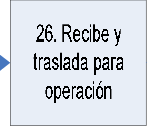 26. Recibe y
traslada para
operación